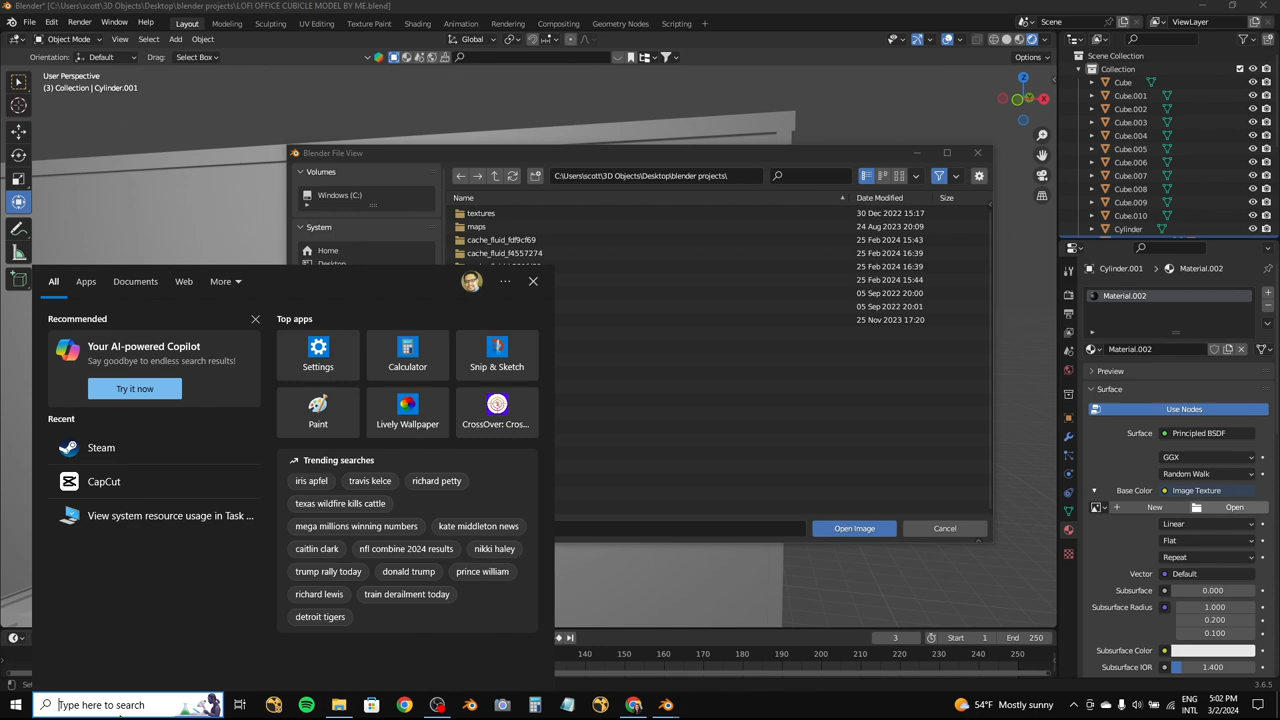 Blender* [C:\Users\scott\3D Objects\Desktop\blender projects\LOFI OFFICE CUBICLE MODEL BY ME.blend]
File Edit Render Window Help Layout Modeling Sculpting UV Editing Texture Paint Shading Animation Rendering Compositing Geometry Nodes Scripting + Scene ViewLayer
Object Mode View Select Add Object Global
Orientation: Default Drag: Select Box Options
User Perspective
(3) Collection | Cylinder.001
Scene Collection
Collection
Cube
Cube.001
Cube.002
Cube.003
Cube.004
Cube.005
Cube.006
Cube.007
Cube.008
Cube.009
Cube.010
Cylinder
Blender File View
Volumes
Windows (C:)
System
Home
C:\Users\scott\3D Objects\Desktop\blender projects\
Name Date Modified Size
textures 30 Dec 2022 15:17
maps 24 Aug 2023 20:09
cache_fluid_fdf9cf69 25 Feb 2024 15:43
cache_fluid_f4557274 25 Feb 2024 16:39
25 Feb 2024 16:39
25 Feb 2024 15:44
05 Sep 2022 20:00
05 Sep 2022 20:01
25 Nov 2023 17:20
Open Image Cancel
All Apps Documents Web More
Recommended
Your AI-powered Copilot
Say goodbye to endless search results!
Try it now
Recent
Steam
CapCut
View system resource usage in Task ...
Top apps
Settings Calculator Snip & Sketch
Paint Lively Wallpaper CrossOver: Cros...
Trending searches
iris apfel travis kelce richard petty
texas wildfire kills cattle
mega millions winning numbers kate middleton news
caitlin clark nfl combine 2024 results nikki haley
trump rally today donald trump prince william
richard lewis train derailment today
detroit tigers
Cylinder.001 Material.002
Material.002
Material.002
Preview
Surface
Use Nodes
Surface Principled BSDF
GGX
Random Walk
Base Color Image Texture
New Open
Linear
Flat
Repeat
Vector Default
Subsurface 0.000
Subsurface Radius 1.000
0.200
0.100
Subsurface Color
Subsurface IOR 1.400
3 Start 1 End 250
140 150 160 170 180 190 200 210 220 230 240 250
3.6.5
Type here to search
54°F Mostly sunny
ENG
INTL
5:02 PM
3/2/2024